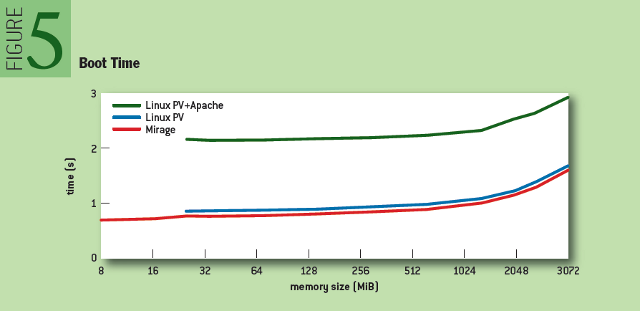 FIGURE 5
Boot Time
3
2
1
0
time (s)
Linux PV+Apache
Linux PV
Mirage
8 16 32 64 128 256 512 1024 2048 3072
memory size (MiB)